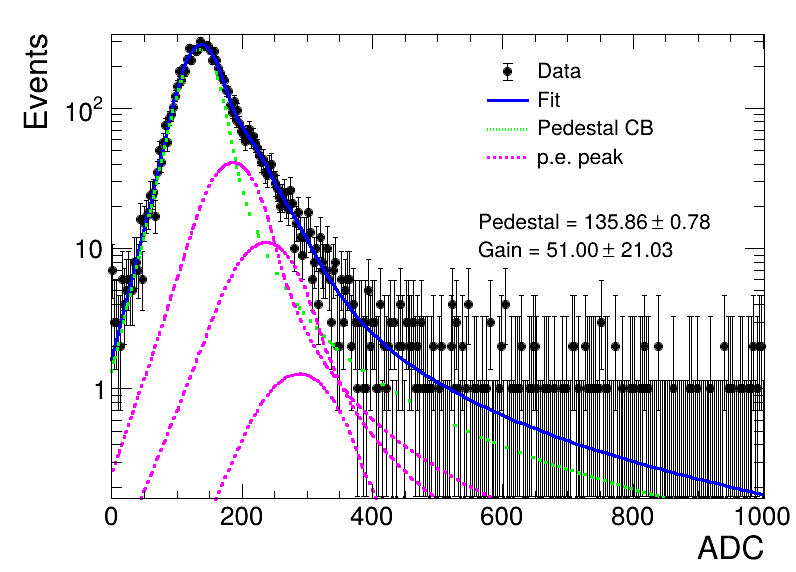 Events
10²
10
1
Data
Fit
Pedestal CB
p.e. peak
Pedestal = 135.86 ± 0.78
Gain = 51.00 ± 21.03
0 200 400 600 800 1000
ADC